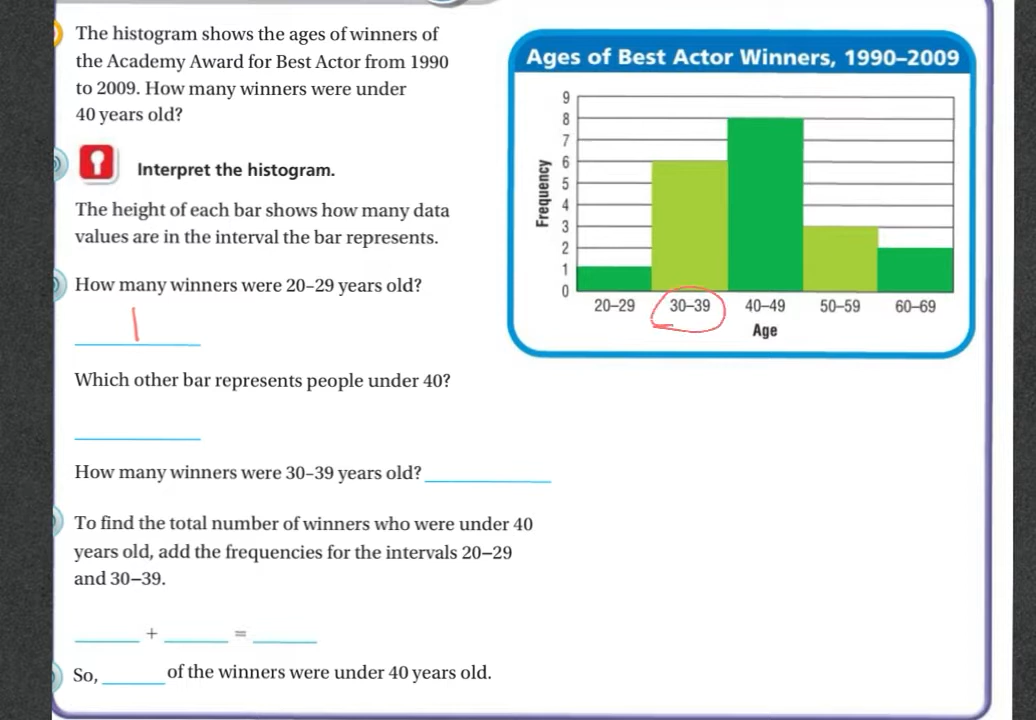 The histogram shows the ages of winners of
the Academy Award for Best Actor from 1990
to 2009. How many winners were under
40 years old?
Interpret the histogram.
The height of each bar shows how many data
values are in the interval the bar represents.
How many winners were 20–29 years old?
1
Which other bar represents people under 40?
How many winners were 30–39 years old?
To find the total number of winners who were under 40
years old, add the frequencies for the intervals 20–29
and 30–39.
+ =
So, of the winners were under 40 years old.
Ages of Best Actor Winners, 1990–2009
Frequency
9
8
7
6
5
4
3
2
1
0
20–29 30–39 40–49 50–59 60–69
Age